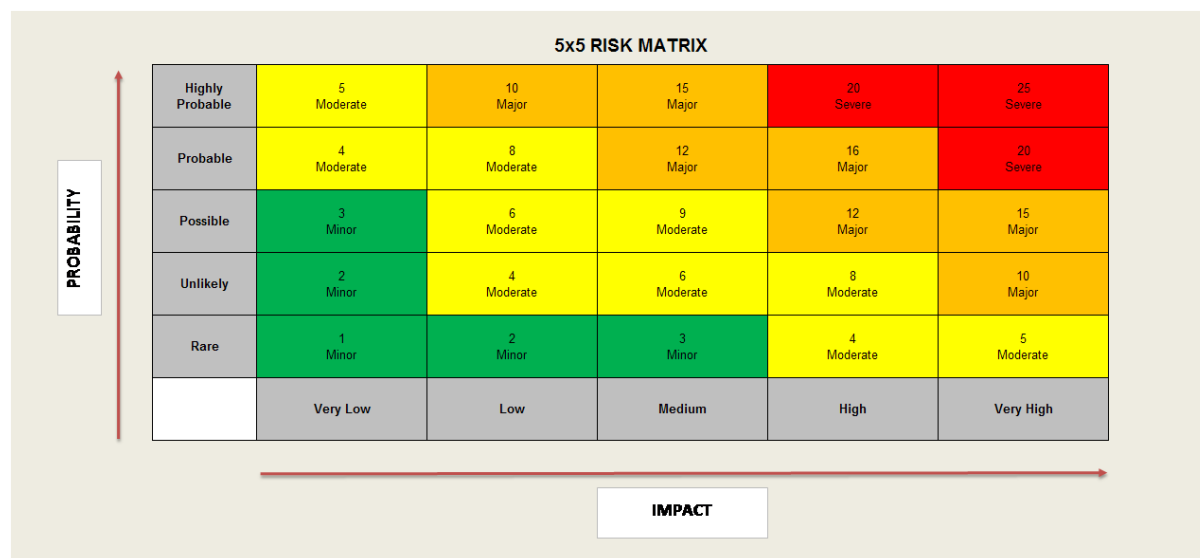 5x5 RISK MATRIX
Highly
Probable
5
Moderate
10
Major
15
Major
20
Severe
25
Severe
Probable
4
Moderate
8
Moderate
12
Major
16
Major
20
Severe
Possible
3
Minor
6
Moderate
9
Moderate
12
Major
15
Major
Unlikely
2
Minor
4
Moderate
6
Moderate
8
Moderate
10
Major
Rare
1
Minor
2
Minor
3
Minor
4
Moderate
5
Moderate
Very Low
Low
Medium
High
Very High
PROBABILITY
IMPACT